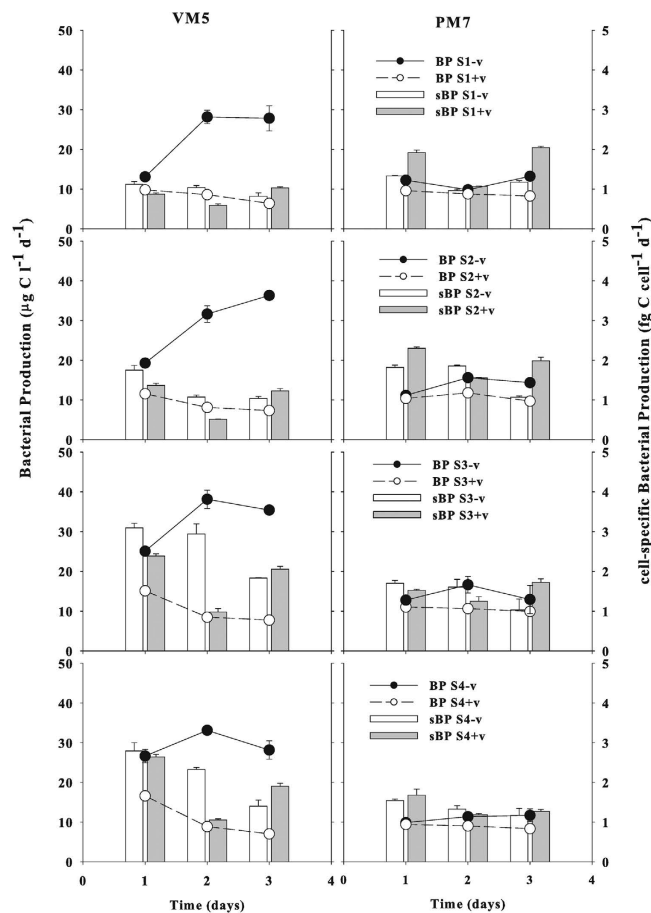 VM5
PM7
50
40
30
20
10
0
5
4
3
2
1
0
BP S1-v
BP S1+v
sBP S1-v
sBP S1+v
50
40
30
20
10
0
5
4
3
2
1
0
BP S2-v
BP S2+v
sBP S2-v
sBP S2+v
50
40
30
20
10
0
5
4
3
2
1
0
BP S3-v
BP S3+v
sBP S3-v
sBP S3+v
50
40
30
20
10
0
5
4
3
2
1
0
BP S4-v
BP S4+v
sBP S4-v
sBP S4+v
0 1 2 3 4
0 1 2 3 4
Time (days)
Time (days)
Bacterial Production (µg C l⁻¹ d⁻¹)
cell-specific Bacterial Production (fg C cell⁻¹ d⁻¹)